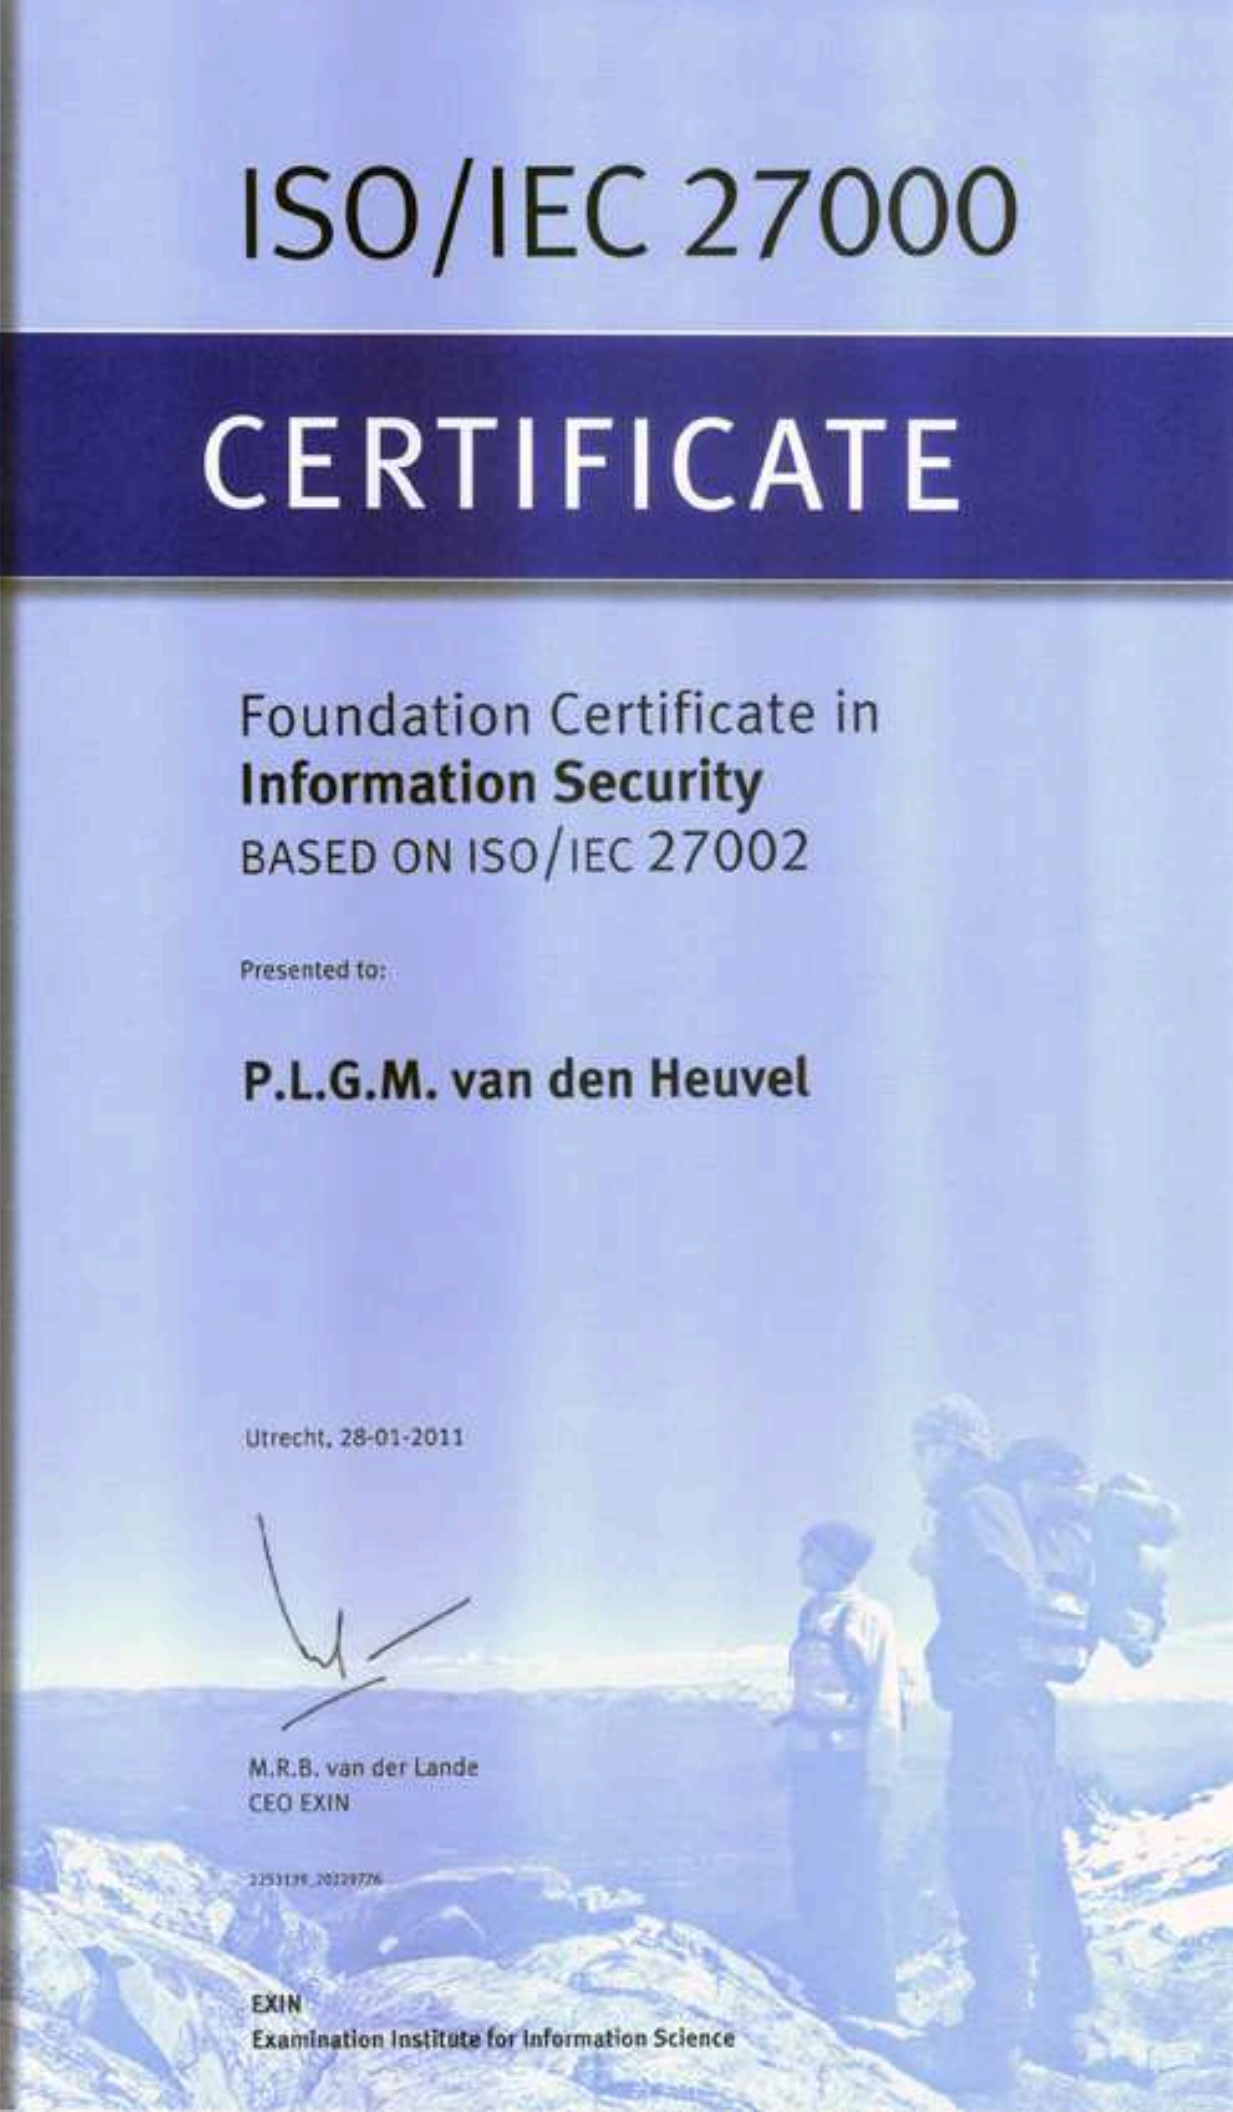 ISO/IEC 27000
CERTIFICATE
Foundation Certificate in
Information Security
BASED ON ISO/IEC 27002
Presented to:
P.L.G.M. van den Heuvel
Utrecht, 28-01-2011
M.R.B. van der Lande
CEO EXIN
EXIN
Examination Institute for Information Science